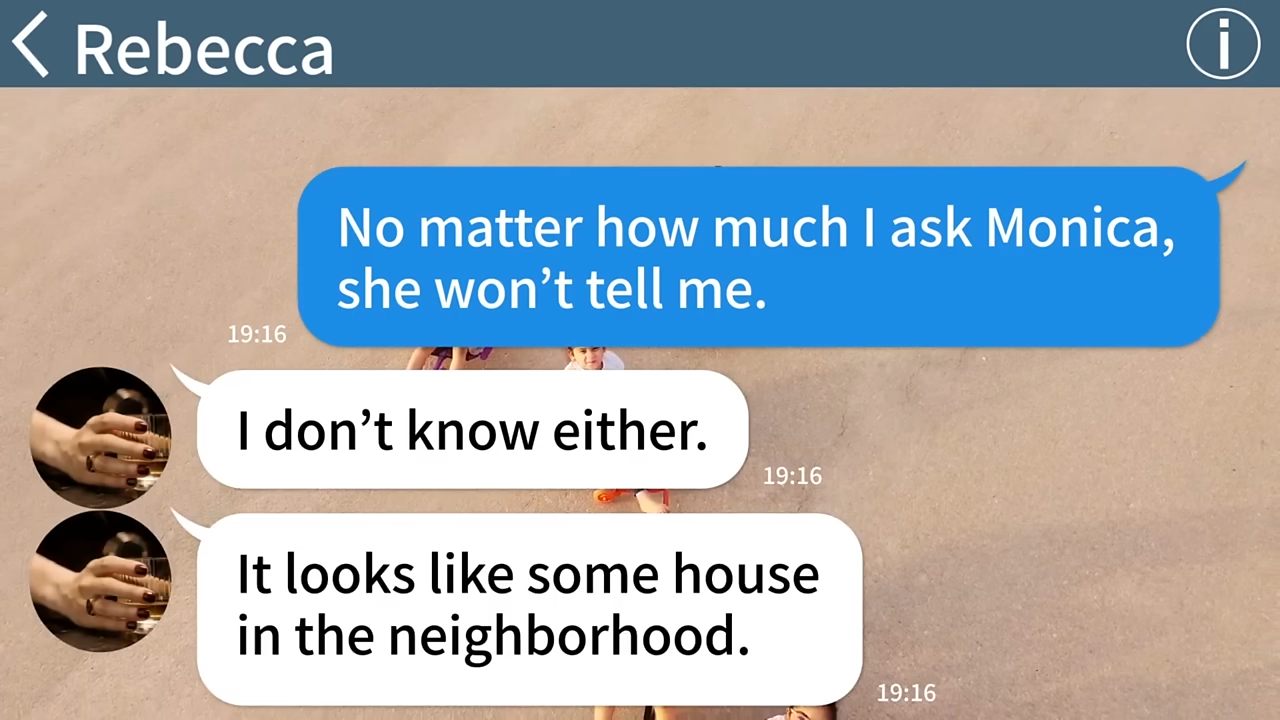 Rebecca
No matter how much I ask Monica,
she won’t tell me.
19:16
I don’t know either.
19:16
It looks like some house
in the neighborhood.
19:16